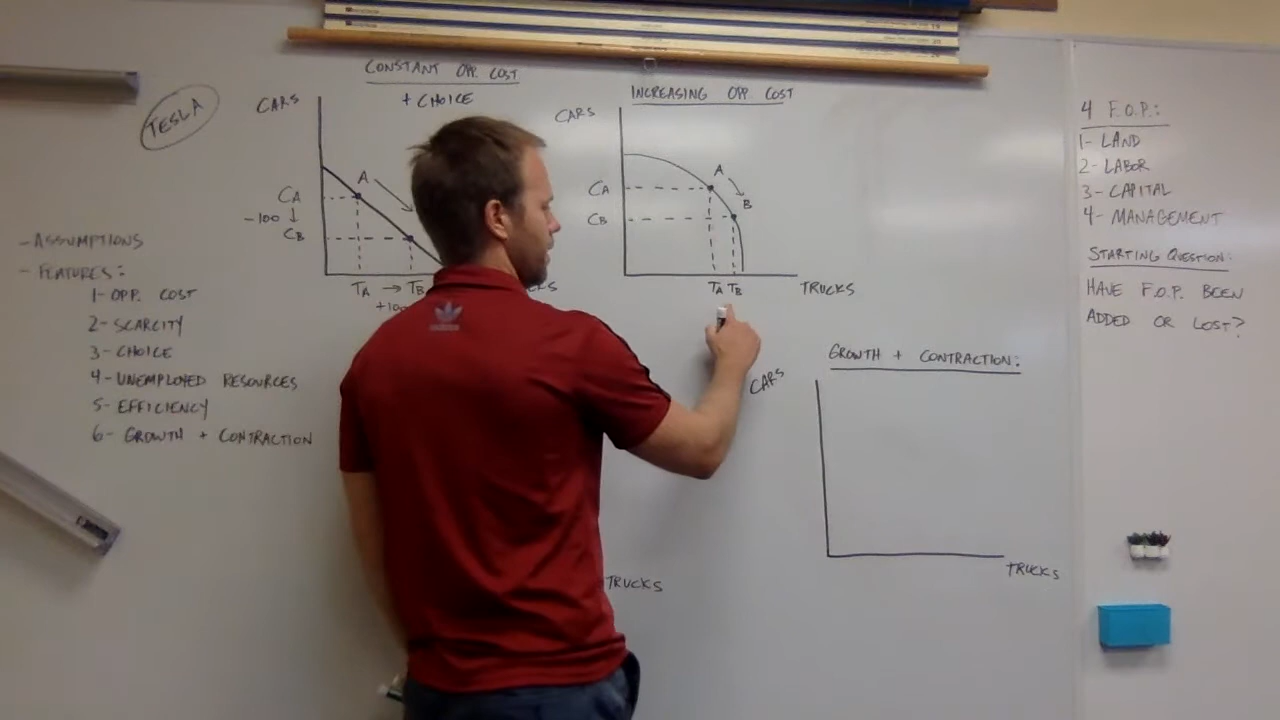 TESLA
CONSTANT OPP. COST
+ CHOICE
CARS
A
CA
-100 ↓
CB
TA → TB
+100
INCREASING OPP. COST
CARS
A
B
CA
CB
TA TB
TRUCKS
- ASSUMPTIONS
- FEATURES:
1- OPP. COST
2- SCARCITY
3- CHOICE
4- UNEMPLOYED RESOURCES
5- EFFICIENCY
6- GROWTH + CONTRACTION
TRUCKS
GROWTH + CONTRACTION:
CARS
TRUCKS
4 F.O.P.:
1- LAND
2- LABOR
3- CAPITAL
4- MANAGEMENT
STARTING QUESTION:
HAVE F.O.P. BEEN
ADDED OR LOST?